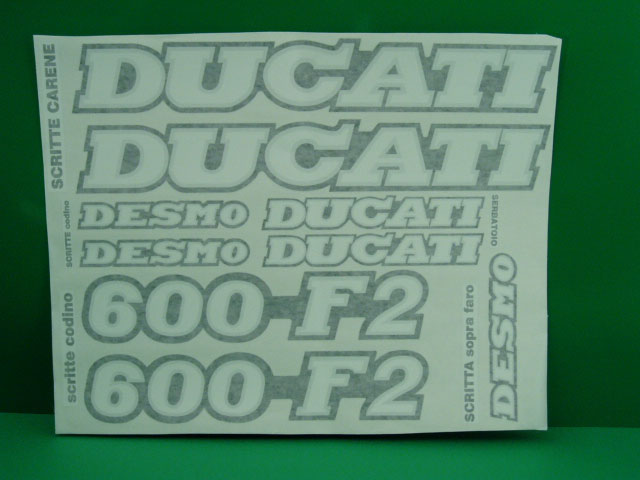 SCRITTE CARENE
DUCATI
DUCATI
SCRITTE codino
DESMO DUCATI
DESMO DUCATI
SERBATOIO
scritte codino
600-F2
600-F2
SCRITTA sopra faro
DESMO